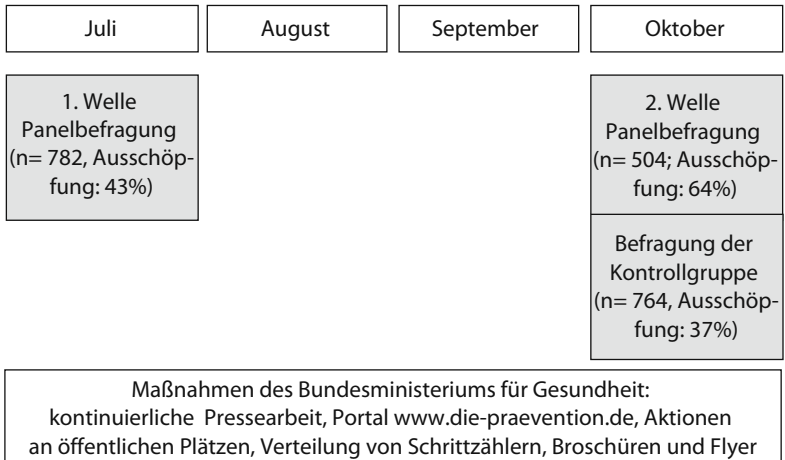 Juli
August
September
Oktober
1. Welle
Panelbefragung
(n= 782, Ausschöp-
fung: 43%)
2. Welle
Panelbefragung
(n= 504; Ausschöp-
fung: 64%)
Befragung der
Kontrollgruppe
(n= 764, Ausschöp-
fung: 37%)
Maßnahmen des Bundesministeriums für Gesundheit:
kontinuierliche Pressearbeit, Portal www.die-praevention.de, Aktionen
an öffentlichen Plätzen, Verteilung von Schrittzählern, Broschüren und Flyer